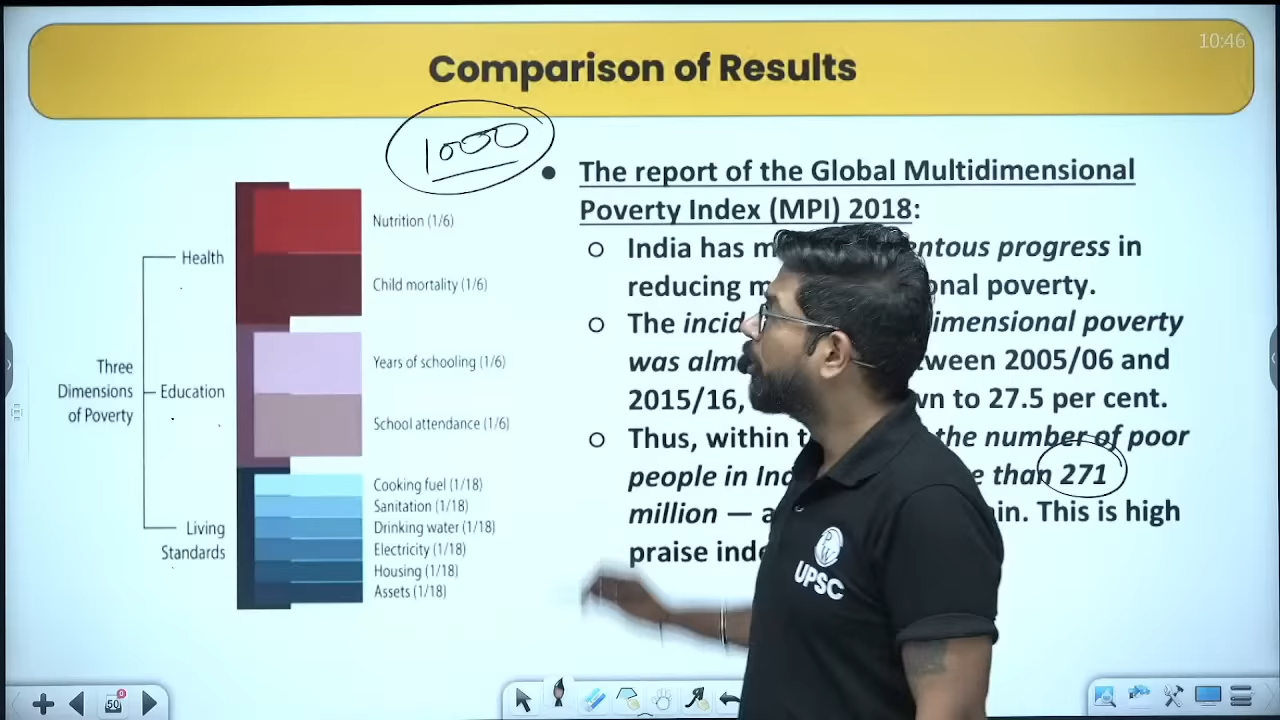 10:46
Comparison of Results
1000
The report of the Global Multidimensional
Poverty Index (MPI) 2018:
India has m entous progress in
reducing m onal poverty.
The incid imensional poverty
was alm ween 2005/06 and
2015/16, wn to 27.5 per cent.
Thus, within t the number of poor
people in Ind e than 271
million — a in. This is high
praise inde
Three
Dimensions
of Poverty
Health
Education
Living
Standards
Nutrition (1/6)
Child mortality (1/6)
Years of schooling (1/6)
School attendance (1/6)
Cooking fuel (1/18)
Sanitation (1/18)
Drinking water (1/18)
Electricity (1/18)
Housing (1/18)
Assets (1/18)
PW
UPSC
50
0